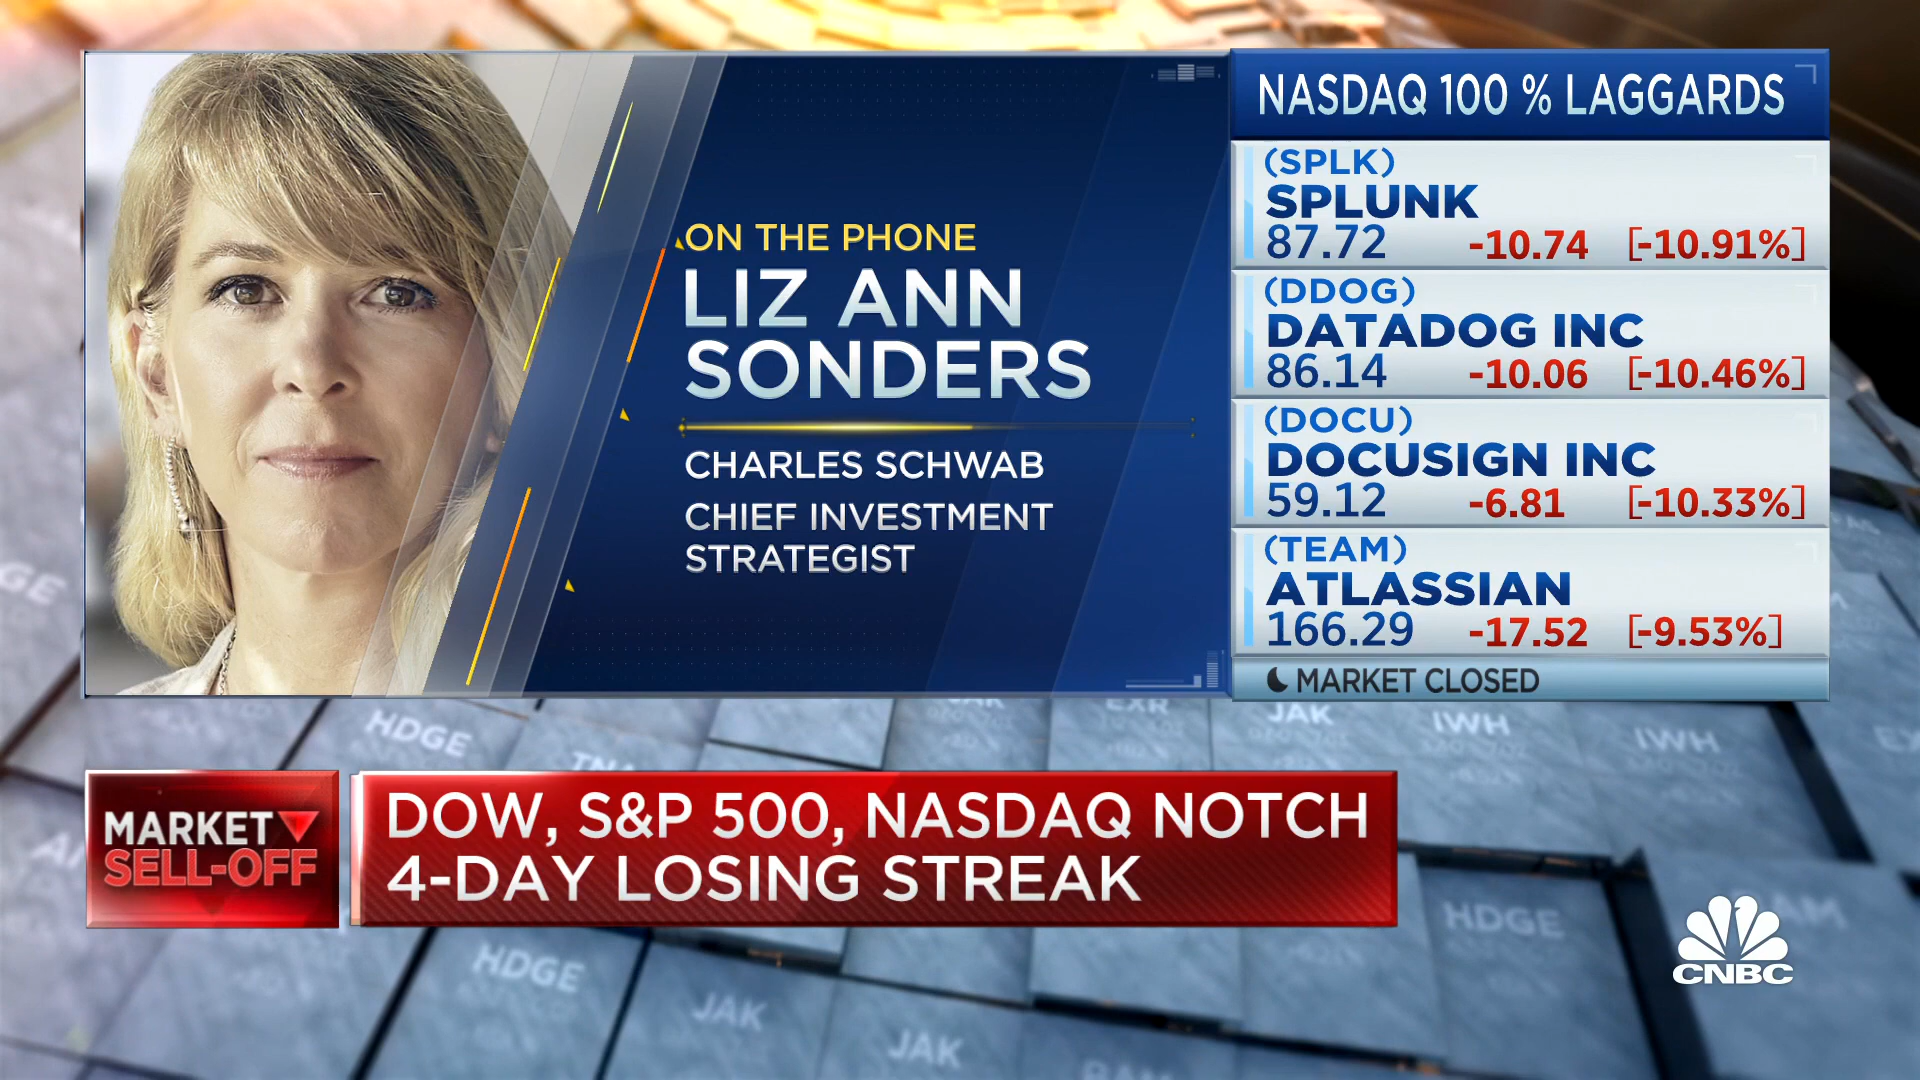 ON THE PHONE
LIZ ANN
SONDERS
CHARLES SCHWAB
CHIEF INVESTMENT
STRATEGIST
NASDAQ 100 % LAGGARDS
(SPLK)
SPLUNK
87.72 -10.74 [-10.91%]
(DDOG)
DATADOG INC
86.14 -10.06 [-10.46%]
(DOCU)
DOCUSIGN INC
59.12 -6.81 [-10.33%]
(TEAM)
ATLASSIAN
166.29 -17.52 [-9.53%]
MARKET CLOSED
MARKET
SELL-OFF
DOW, S&P 500, NASDAQ NOTCH
4-DAY LOSING STREAK
CNBC
HDGE
JAK
EXR
JAK
IWH
IWH
HDGE
HDGE
JAK
JAK